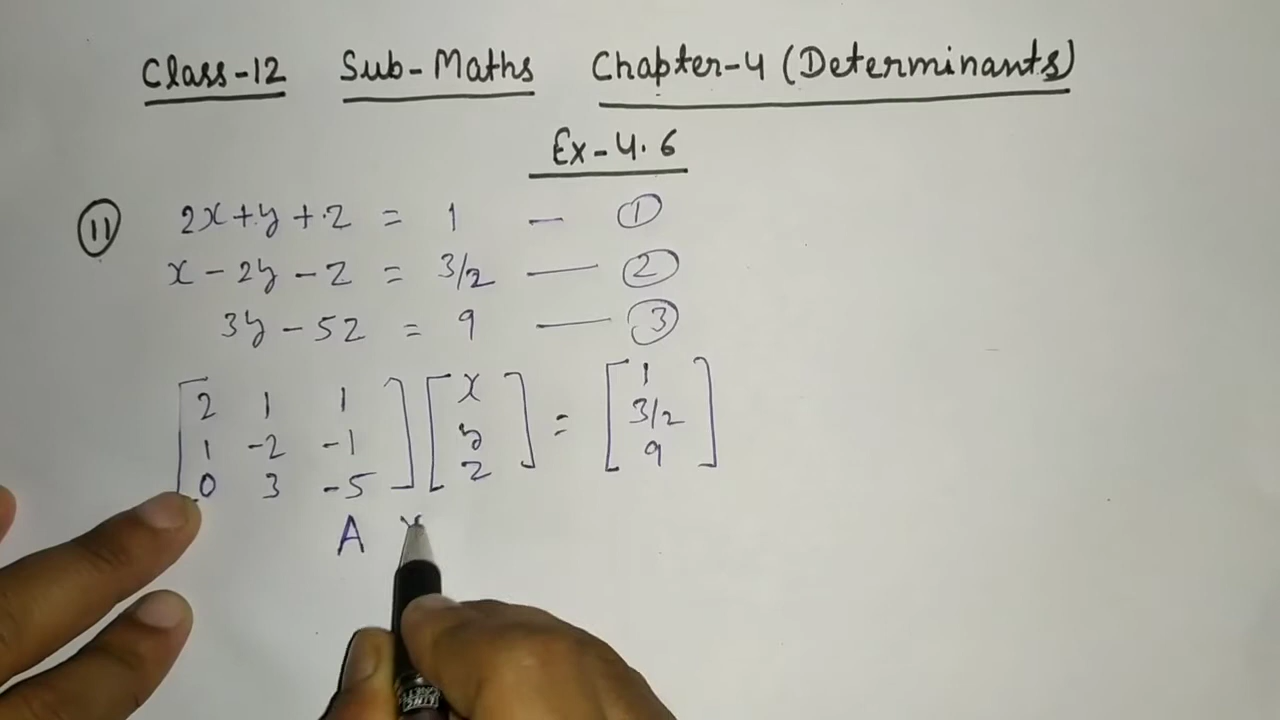 Class-12 Sub-Maths Chapter-4 (Determinants)
Ex-4.6
11 2x+y+z = 1 — 1
x-2y-z = 3/2 — 2
3y-5z = 9 — 3
[2 1 1] [x] = [1]
[1 -2 -1] [y] [3/2]
[0 3 -5] [z] [9]
A